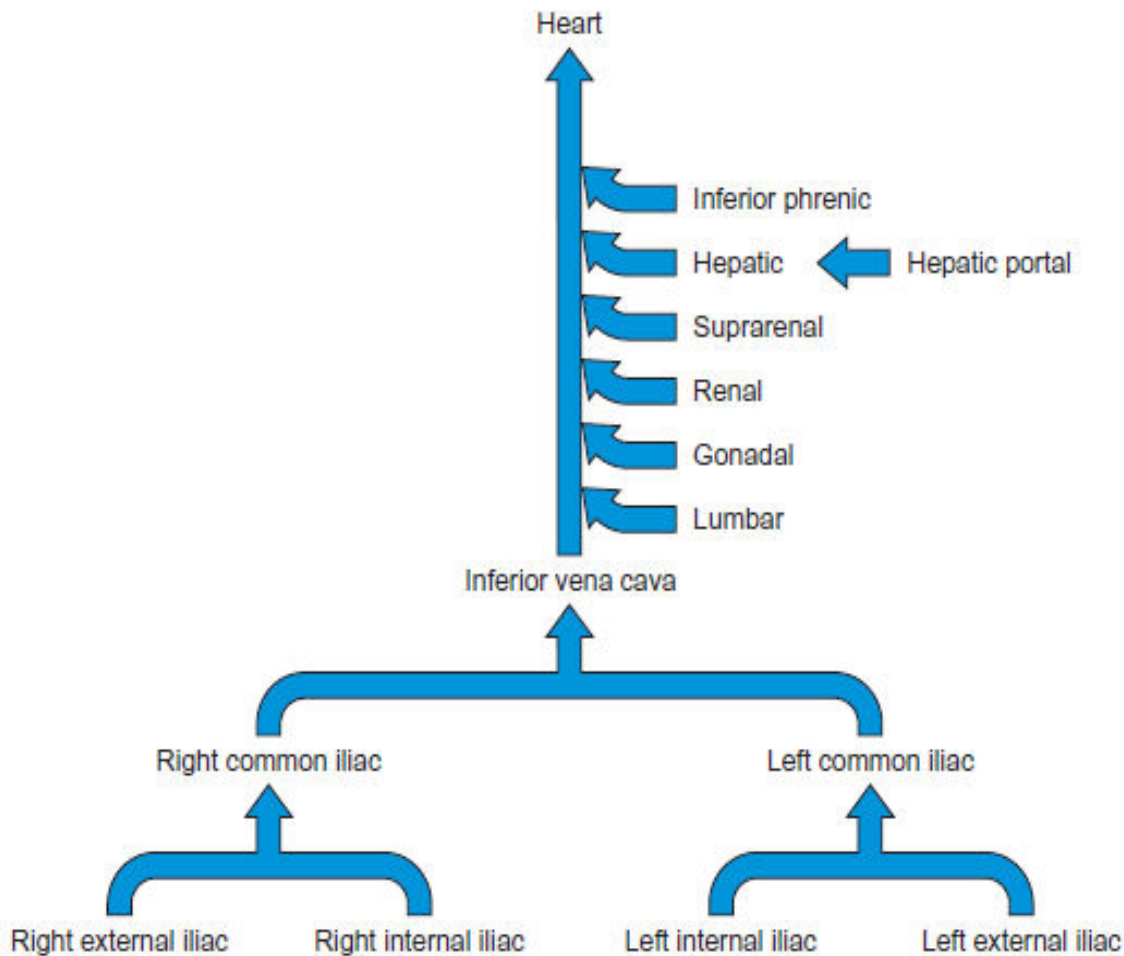 Heart
Inferior phrenic
Hepatic
Hepatic portal
Suprarenal
Renal
Gonadal
Lumbar
Inferior vena cava
Right common iliac
Left common iliac
Right external iliac
Right internal iliac
Left internal iliac
Left external iliac